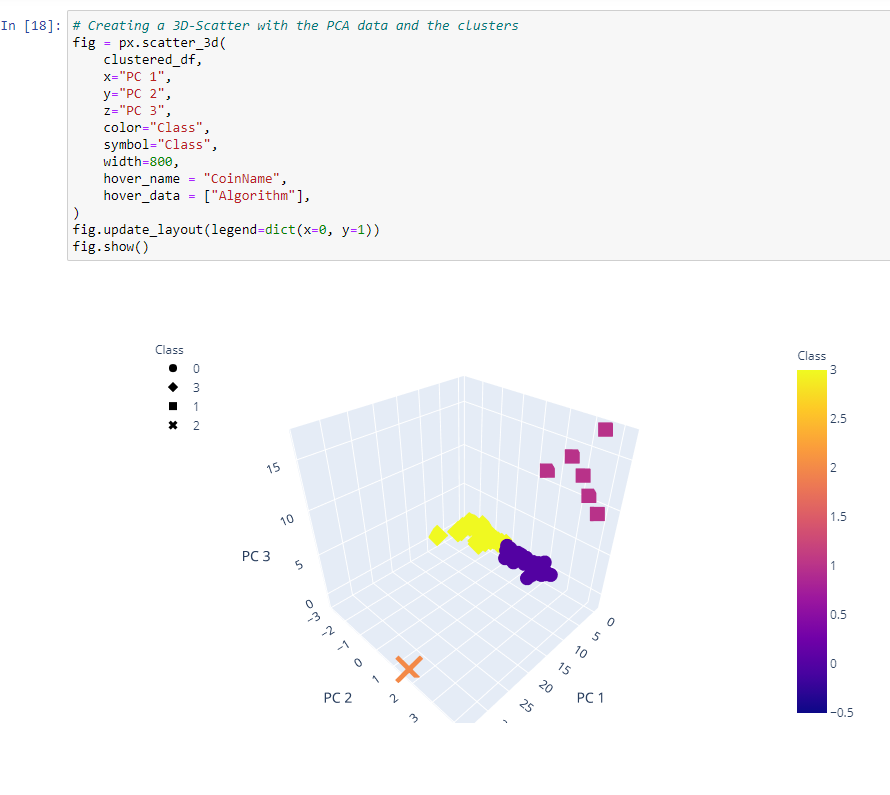 In [18]: # Creating a 3D-Scatter with the PCA data and the clusters
fig = px.scatter_3d(
    clustered_df,
    x="PC 1",
    y="PC 2",
    z="PC 3",
    color="Class",
    symbol="Class",
    width=800,
    hover_name = "CoinName",
    hover_data = ["Algorithm"],
)
fig.update_layout(legend=dict(x=0, y=1))
fig.show()
Class
0
3
1
2
15
10
5
0
PC 3
−3
−2
−1
0
1
2
3
PC 2
0
5
10
15
20
25
PC 1
Class
3
2.5
2
1.5
1
0.5
0
−0.5